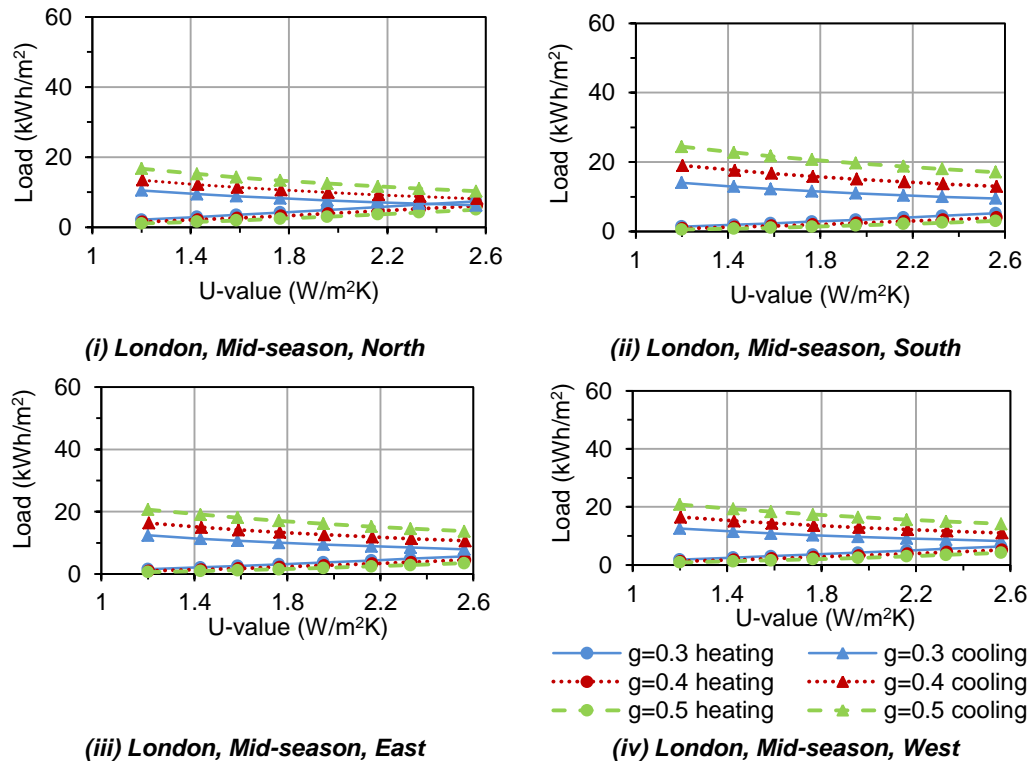 60
40
20
0
Load (kWh/m²)
1
1.4
1.8
2.2
2.6
U-value (W/m²K)
(i) London, Mid-season, North
60
40
20
0
Load (kWh/m²)
1
1.4
1.8
2.2
2.6
U-value (W/m²K)
(ii) London, Mid-season, South
60
40
20
0
Load (kWh/m²)
1
1.4
1.8
2.2
2.6
U-value (W/m²K)
(iii) London, Mid-season, East
60
40
20
0
Load (kWh/m²)
1
1.4
1.8
2.2
2.6
U-value (W/m²K)
g=0.3 heating
g=0.3 cooling
g=0.4 heating
g=0.4 cooling
g=0.5 heating
g=0.5 cooling
(iv) London, Mid-season, West